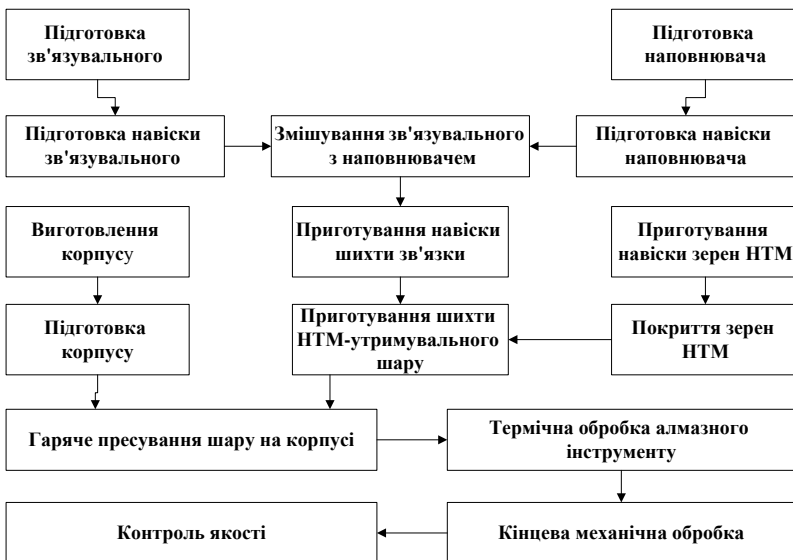 Підготовка
зв'язувального
Підготовка
наповнювача
Підготовка навіски
зв'язувального
Змішування зв'язувального
з наповнювачем
Підготовка навіски
наповнювача
Виготовлення
корпусу
Приготування навіски
шихти зв'язки
Приготування
навіски зерен НТМ
Підготовка
корпусу
Приготування шихти
НТМ-утримувального
шару
Покриття зерен
НТМ
Гаряче пресування шару на корпусі
Термічна обробка алмазного
інструменту
Контроль якості
Кінцева механічна обробка